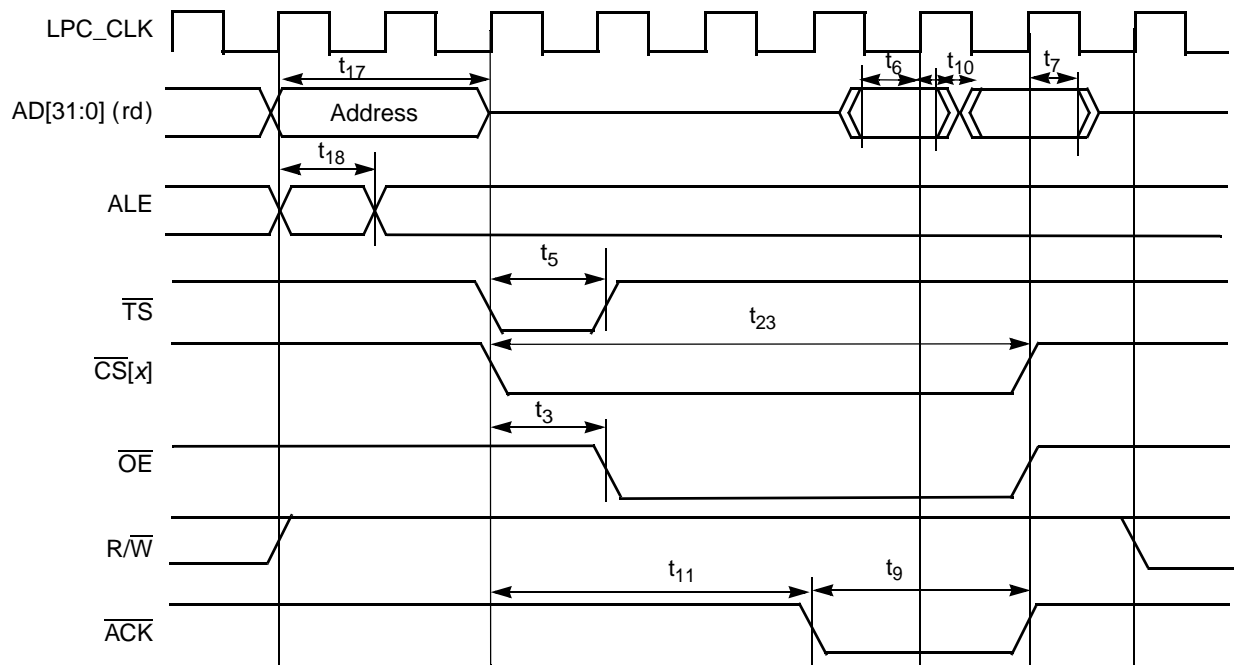 LPC_CLK
t17 t6 t10 t7
AD[31:0] (rd) Address
t18
ALE
t5
TS
t23
CS[x]
t3
OE
R/W
t11 t9
ACK